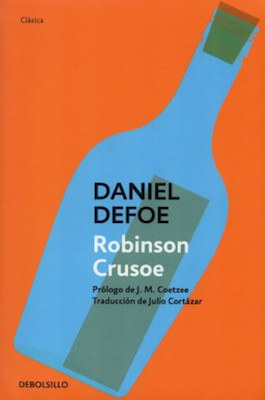 Clásica
DANIEL
DEFOE
Robinson
Crusoe
Prólogo de J. M. Coetzee
Traducción de Julio Cortázar
DEBOLSILLO